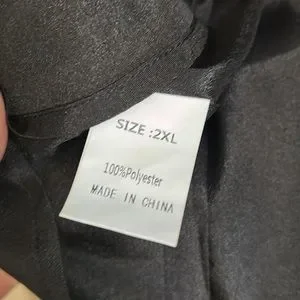 SIZE :2XL
100%Polyester
MADE IN CHINA